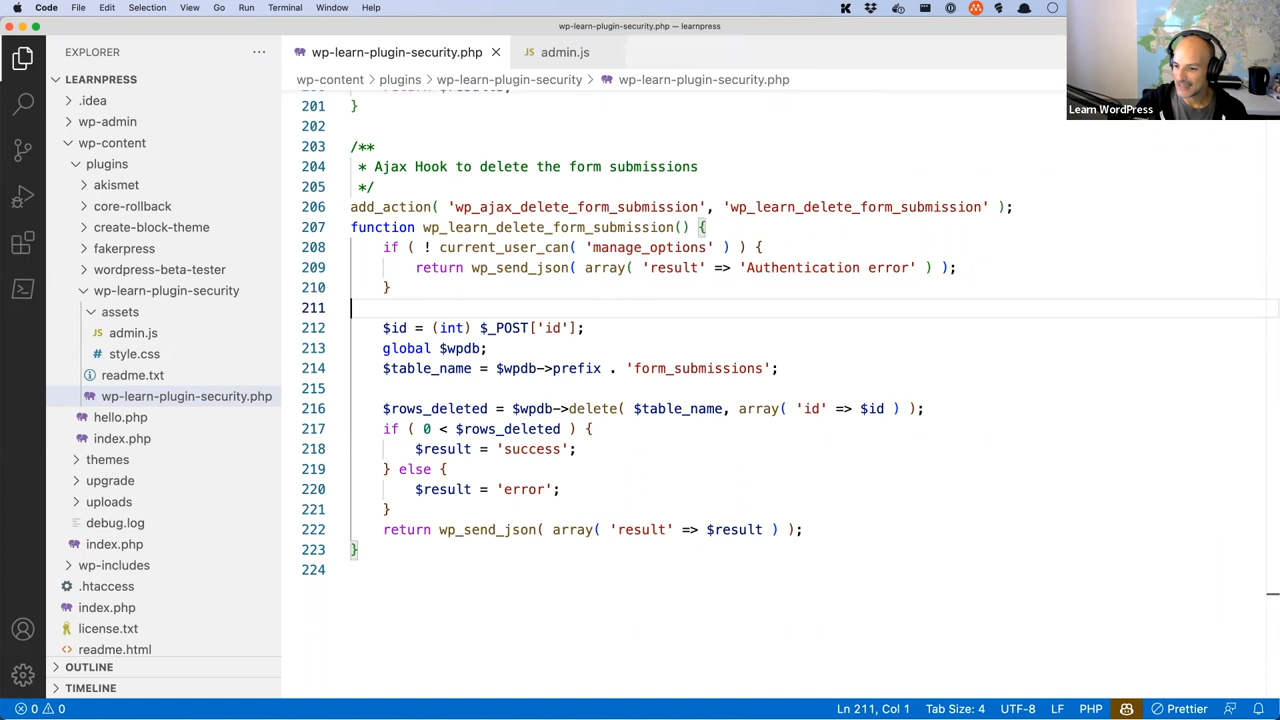 Code File Edit Selection View Go Run Terminal Window Help
wp-learn-plugin-security.php — learnpress
EXPLORER
wp-learn-plugin-security.php
JS admin.js
wp-content > plugins > wp-learn-plugin-security > wp-learn-plugin-security.php
Learn WordPress
LEARNPRESS
.idea
wp-admin
wp-content
plugins
akismet
core-rollback
create-block-theme
fakerpress
wordpress-beta-tester
wp-learn-plugin-security
assets
JS admin.js
# style.css
readme.txt
wp-learn-plugin-security.php
hello.php
index.php
themes
upgrade
uploads
debug.log
index.php
wp-includes
.htaccess
index.php
license.txt
readme.html
OUTLINE
TIMELINE
201 }
202
203 /**
204 * Ajax Hook to delete the form submissions
205 */
206 add_action( 'wp_ajax_delete_form_submission', 'wp_learn_delete_form_submission' );
207 function wp_learn_delete_form_submission() {
208 if ( ! current_user_can( 'manage_options' ) ) {
209 return wp_send_json( array( 'result' => 'Authentication error' ) );
210 }
211
212 $id = (int) $_POST['id'];
213 global $wpdb;
214 $table_name = $wpdb->prefix . 'form_submissions';
215
216 $rows_deleted = $wpdb->delete( $table_name, array( 'id' => $id ) );
217 if ( 0 < $rows_deleted ) {
218 $result = 'success';
219 } else {
220 $result = 'error';
221 }
222 return wp_send_json( array( 'result' => $result ) );
223 }
224
0 0 Ln 211, Col 1 Tab Size: 4 UTF-8 LF PHP Prettier